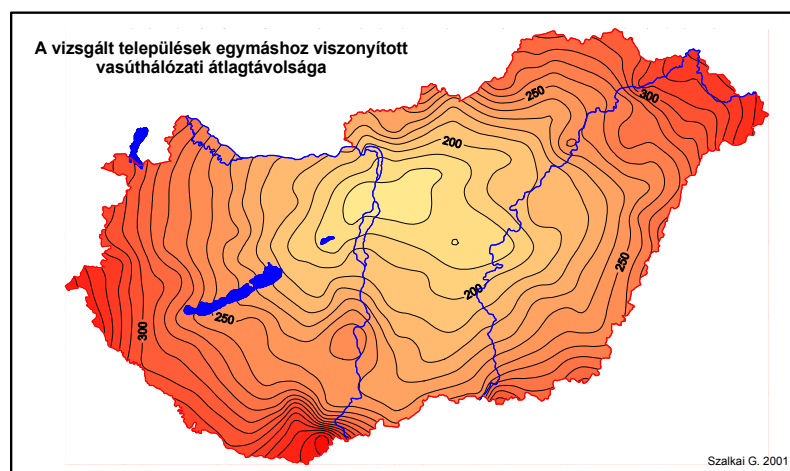 A vizsgált települések egymáshoz viszonyított
vasúthálózati átlagtávolsága
250
300
200
250
200
250
300
Szalkai G. 2001